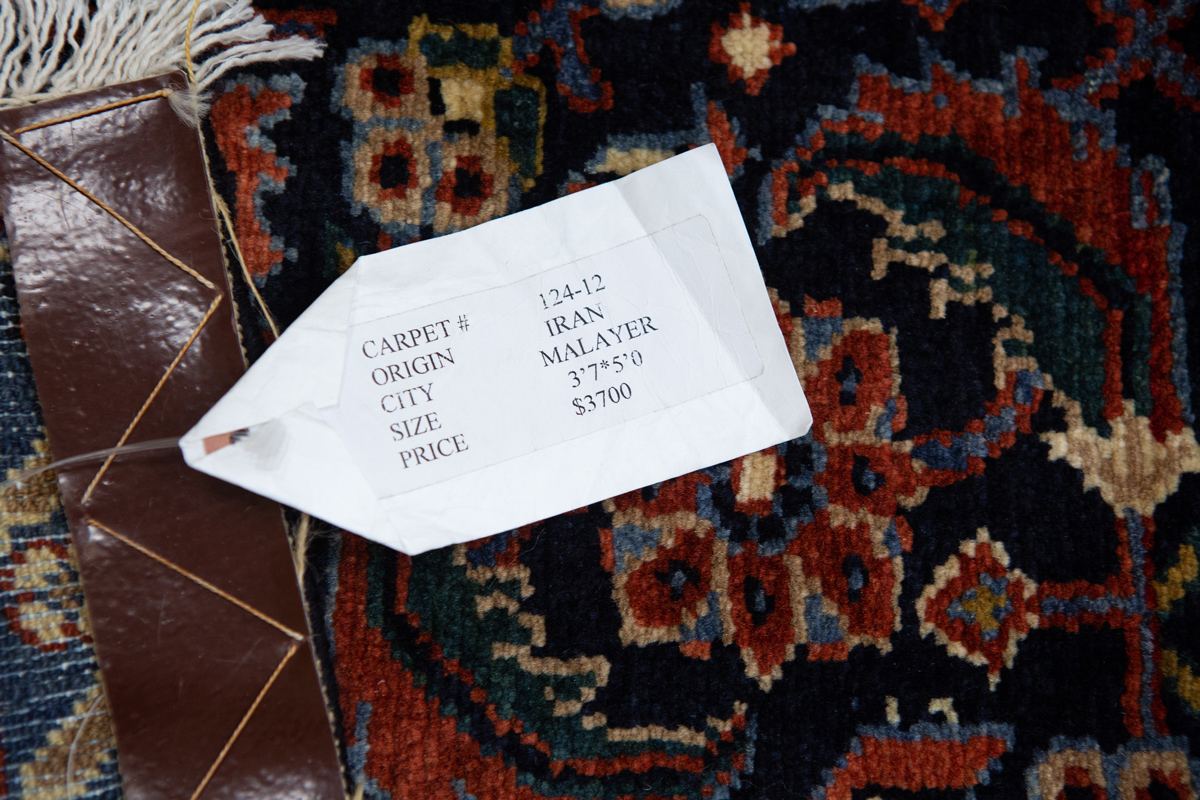 CARPET # 124-12
ORIGIN IRAN
CITY MALAYER
SIZE 3'7*5'0
PRICE $3700